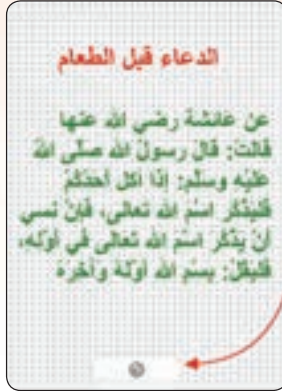 الدعاء قبل الطعام
عن عائشة رضي الله عنها
قالت: قال رسول الله صلى الله
عليه وسلم: إذا أكل أحدكم
فليذكر اسم الله تعالى، فإن نسي
أن يذكر اسم الله تعالى في أوله،
فليقل: بسم الله أوله وآخره